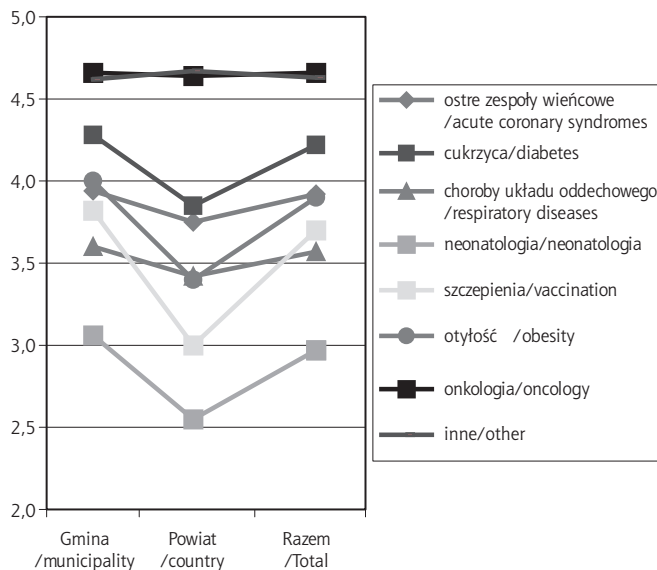 5,0
4,5
4,0
3,5
3,0
2,5
2,0
Gmina
/municipality
Powiat
/country
Razem
/Total
ostre zespoły wieńcowe
/acute coronary syndromes
cukrzyca/diabetes
choroby układu oddechowego
/respiratory diseases
neonatologia/neonatologia
szczepienia/vaccination
otyłość /obesity
onkologia/oncology
inne/other